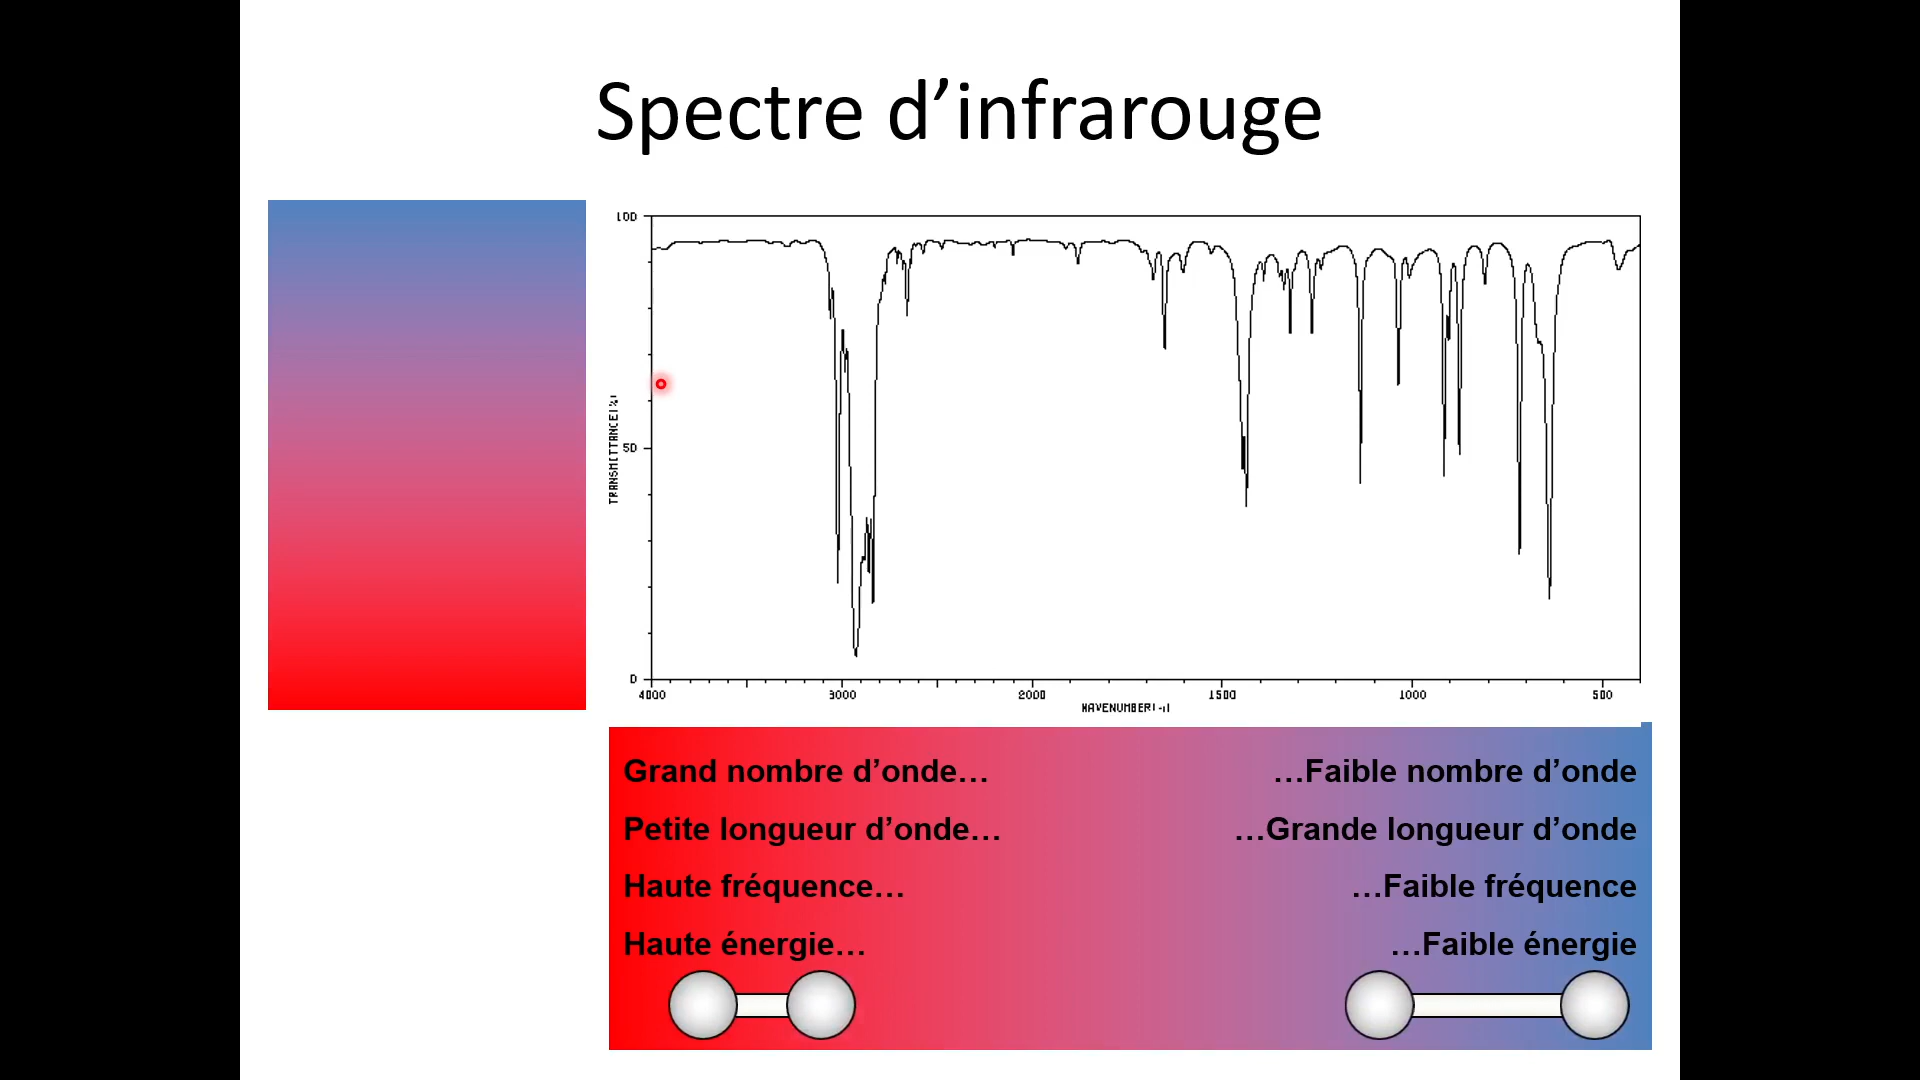 Spectre d’infrarouge
100
50
0
TRANSMITTANCE(%)
4000 3000 2000 1500 1000 500
WAVENUMBER(-1)
Grand nombre d’onde… …Faible nombre d’onde
Petite longueur d’onde… …Grande longueur d’onde
Haute fréquence… …Faible fréquence
Haute énergie… …Faible énergie